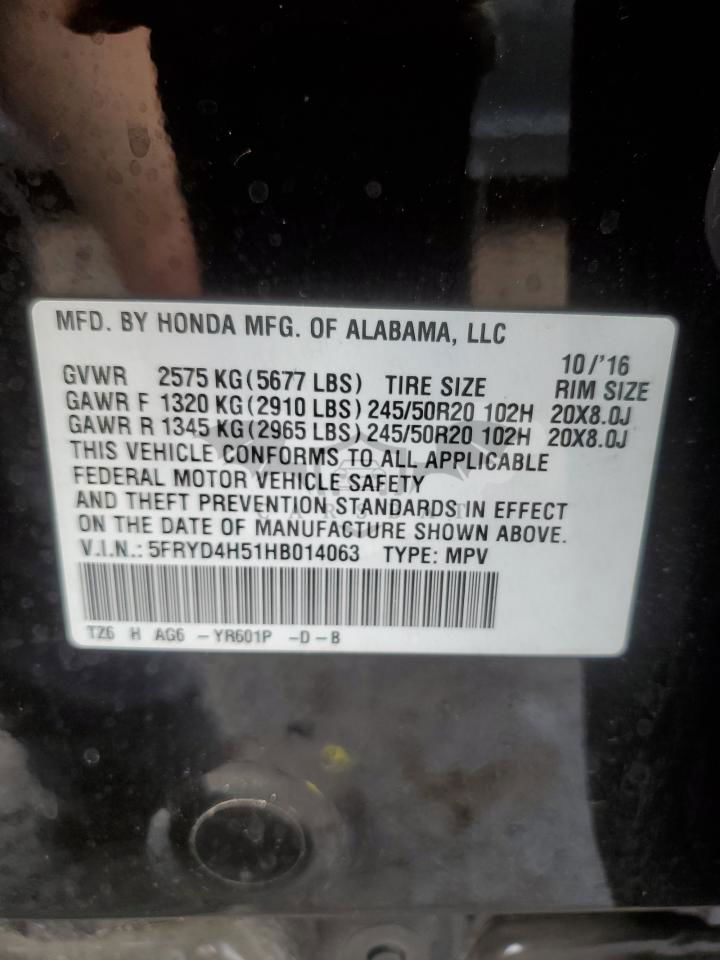 MFD. BY HONDA MFG. OF ALABAMA, LLC
10/'16
GVWR 2575 KG (5677 LBS) TIRE SIZE RIM SIZE
GAWR F 1320 KG (2910 LBS) 245/50R20 102H 20X8.0J
GAWR R 1345 KG (2965 LBS) 245/50R20 102H 20X8.0J
THIS VEHICLE CONFORMS TO ALL APPLICABLE
FEDERAL MOTOR VEHICLE SAFETY
AND THEFT PREVENTION STANDARDS IN EFFECT
ON THE DATE OF MANUFACTURE SHOWN ABOVE.
V.I.N.: 5FRYD4H51HB014063 TYPE: MPV
TZ6 H AG6 -YR601P -D-B